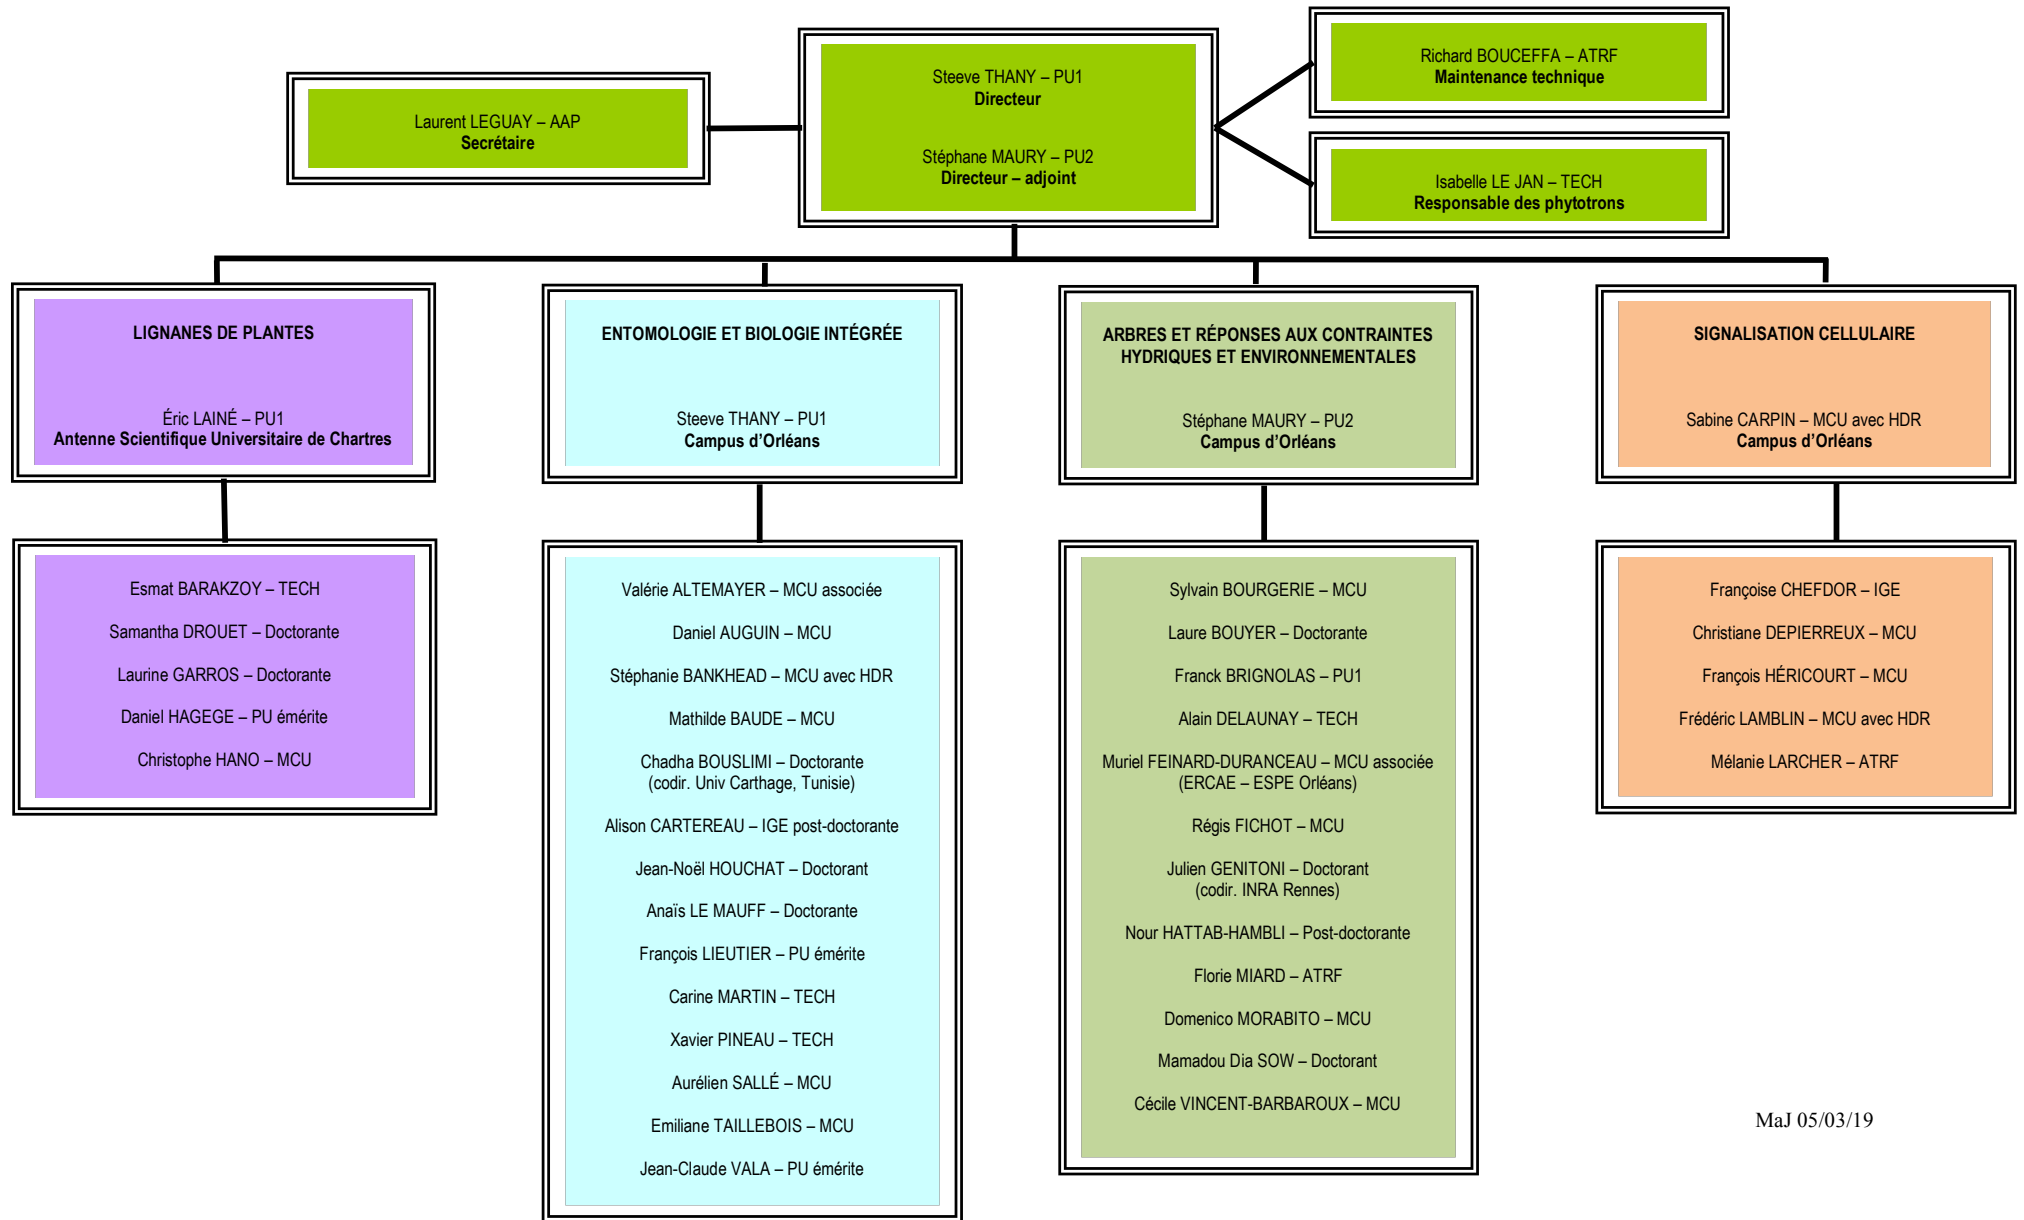 Laurent LEGUAY – AAP
Secrétaire
Steeve THANY – PU1
Directeur
Stéphane MAURY – PU2
Directeur – adjoint
Richard BOUCEFFA – ATRF
Maintenance technique
Isabelle LE JAN – TECH
Responsable des phytotrons
LIGNANES DE PLANTES
Éric LAINÉ – PU1
Antenne Scientifique Universitaire de Chartres
Esmat BARAKZOY – TECH
Samantha DROUET – Doctorante
Laurine GARROS – Doctorante
Daniel HAGEGE – PU émérite
Christophe HANO – MCU
ENTOMOLOGIE ET BIOLOGIE INTÉGRÉE
Steeve THANY – PU1
Campus d’Orléans
Valérie ALTEMAYER – MCU associée
Daniel AUGUIN – MCU
Stéphanie BANKHEAD – MCU avec HDR
Mathilde BAUDE – MCU
Chadha BOUSLIMI – Doctorante
(codir. Univ Carthage, Tunisie)
Alison CARTEREAU – IGE post-doctorante
Jean-Noël HOUCHAT – Doctorant
Anaïs LE MAUFF – Doctorante
François LIEUTIER – PU émérite
Carine MARTIN – TECH
Xavier PINEAU – TECH
Aurélien SALLÉ – MCU
Emiliane TAILLEBOIS – MCU
Jean-Claude VALA – PU émérite
ARBRES ET RÉPONSES AUX CONTRAINTES
HYDRIQUES ET ENVIRONNEMENTALES
Stéphane MAURY – PU2
Campus d’Orléans
Sylvain BOURGERIE – MCU
Laure BOUYER – Doctorante
Franck BRIGNOLAS – PU1
Alain DELAUNAY – TECH
Muriel FEINARD-DURANCEAU – MCU associée
(ERCAE – ESPE Orléans)
Régis FICHOT – MCU
Julien GENITONI – Doctorant
(codir. INRA Rennes)
Nour HATTAB-HAMBLI – Post-doctorante
Florie MIARD – ATRF
Domenico MORABITO – MCU
Mamadou Dia SOW – Doctorant
Cécile VINCENT-BARBAROUX – MCU
SIGNALISATION CELLULAIRE
Sabine CARPIN – MCU avec HDR
Campus d’Orléans
Françoise CHEFDOR – IGE
Christiane DEPIERREUX – MCU
François HÉRICOURT – MCU
Frédéric LAMBLIN – MCU avec HDR
Mélanie LARCHER – ATRF
MaJ 05/03/19